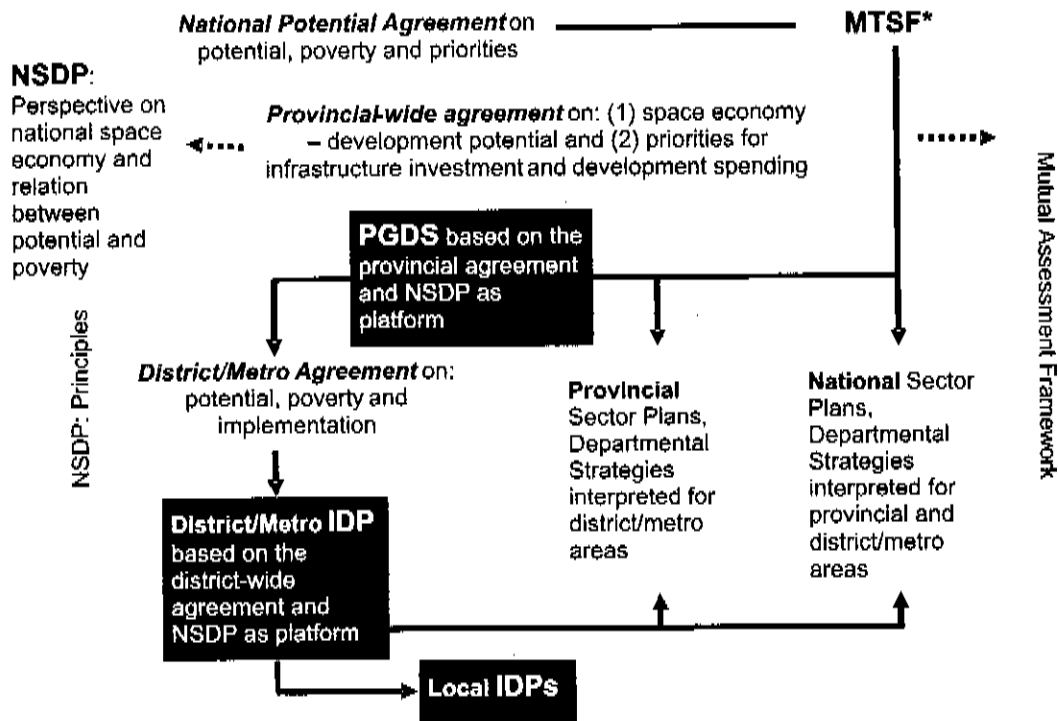 National Potential Agreement on
potential, poverty and priorities
MTSF*
NSDP:
Perspective on
national space
economy and
relation
between
potential and
poverty
Provincial-wide agreement on: (1) space economy
– development potential and (2) priorities for
infrastructure investment and development spending
PGDS based on the
provincial agreement
and NSDP as
platform
NSDP: Principles
Mutual Assessment Framework
District/Metro Agreement on:
potential, poverty and
implementation
Provincial
Sector Plans,
Departmental
Strategies
interpreted for
district/metro
areas
National Sector
Plans,
Departmental
Strategies
interpreted for
provincial and
district/metro
areas
District/Metro IDP
based on the
district-wide
agreement and
NSDP as platform
Local IDPs